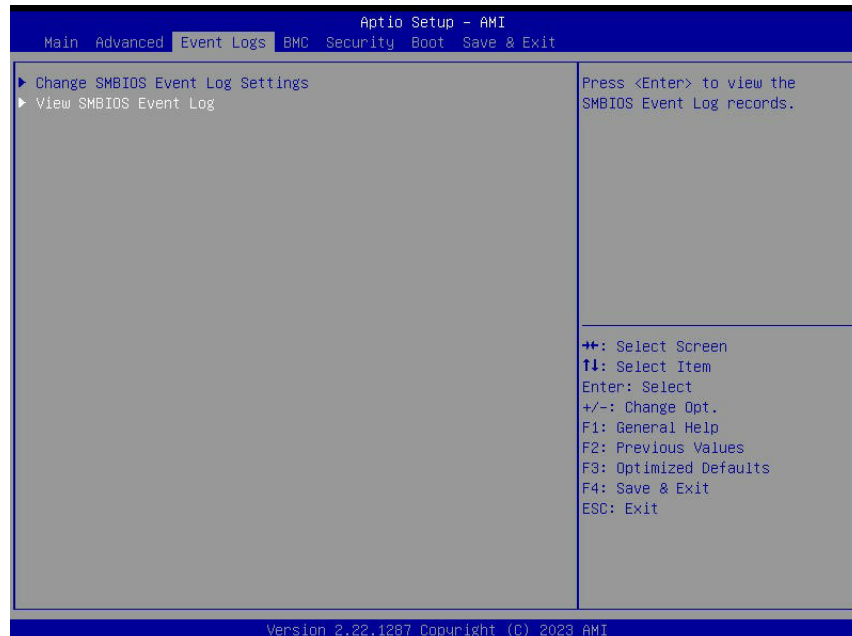 Aptio Setup – AMI
Main Advanced Event Logs BMC Security Boot Save & Exit
Change SMBIOS Event Log Settings
View SMBIOS Event Log
Press <Enter> to view the
SMBIOS Event Log records.
→←: Select Screen
↑↓: Select Item
Enter: Select
+/-: Change Opt.
F1: General Help
F2: Previous Values
F3: Optimized Defaults
F4: Save & Exit
ESC: Exit
Version 2.22.1287 Copyright (C) 2023 AMI